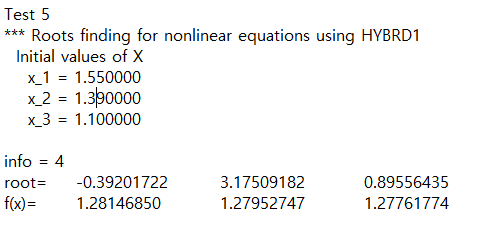 Test 5
*** Roots finding for nonlinear equations using HYBRD1
Initial values of X
x_1 = 1.550000
x_2 = 1.390000
x_3 = 1.100000
info = 4
root= -0.39201722 3.17509182 0.89556435
f(x)= 1.28146850 1.27952747 1.27761774